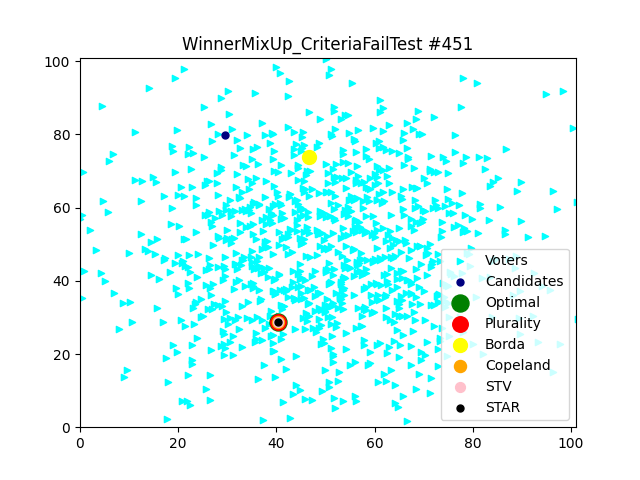 WinnerMixUp_CriteriaFailTest #451
100
80
60
40
20
0
0
20
40
60
80
100
Voters
Candidates
Optimal
Plurality
Borda
Copeland
STV
STAR